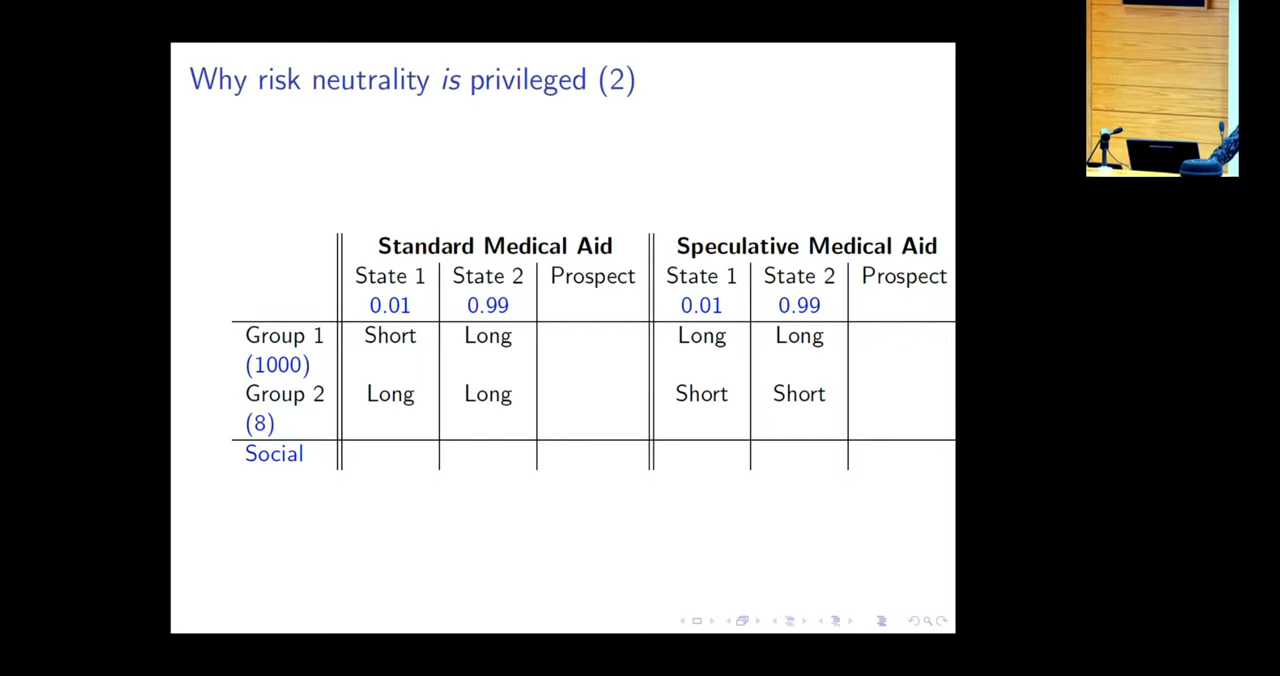 Why risk neutrality is privileged (2)
Standard Medical Aid Speculative Medical Aid
State 1 State 2 Prospect State 1 State 2 Prospect
0.01 0.99 0.01 0.99
Group 1 Short Long Long Long
(1000)
Group 2 Long Long Short Short
(8)
Social